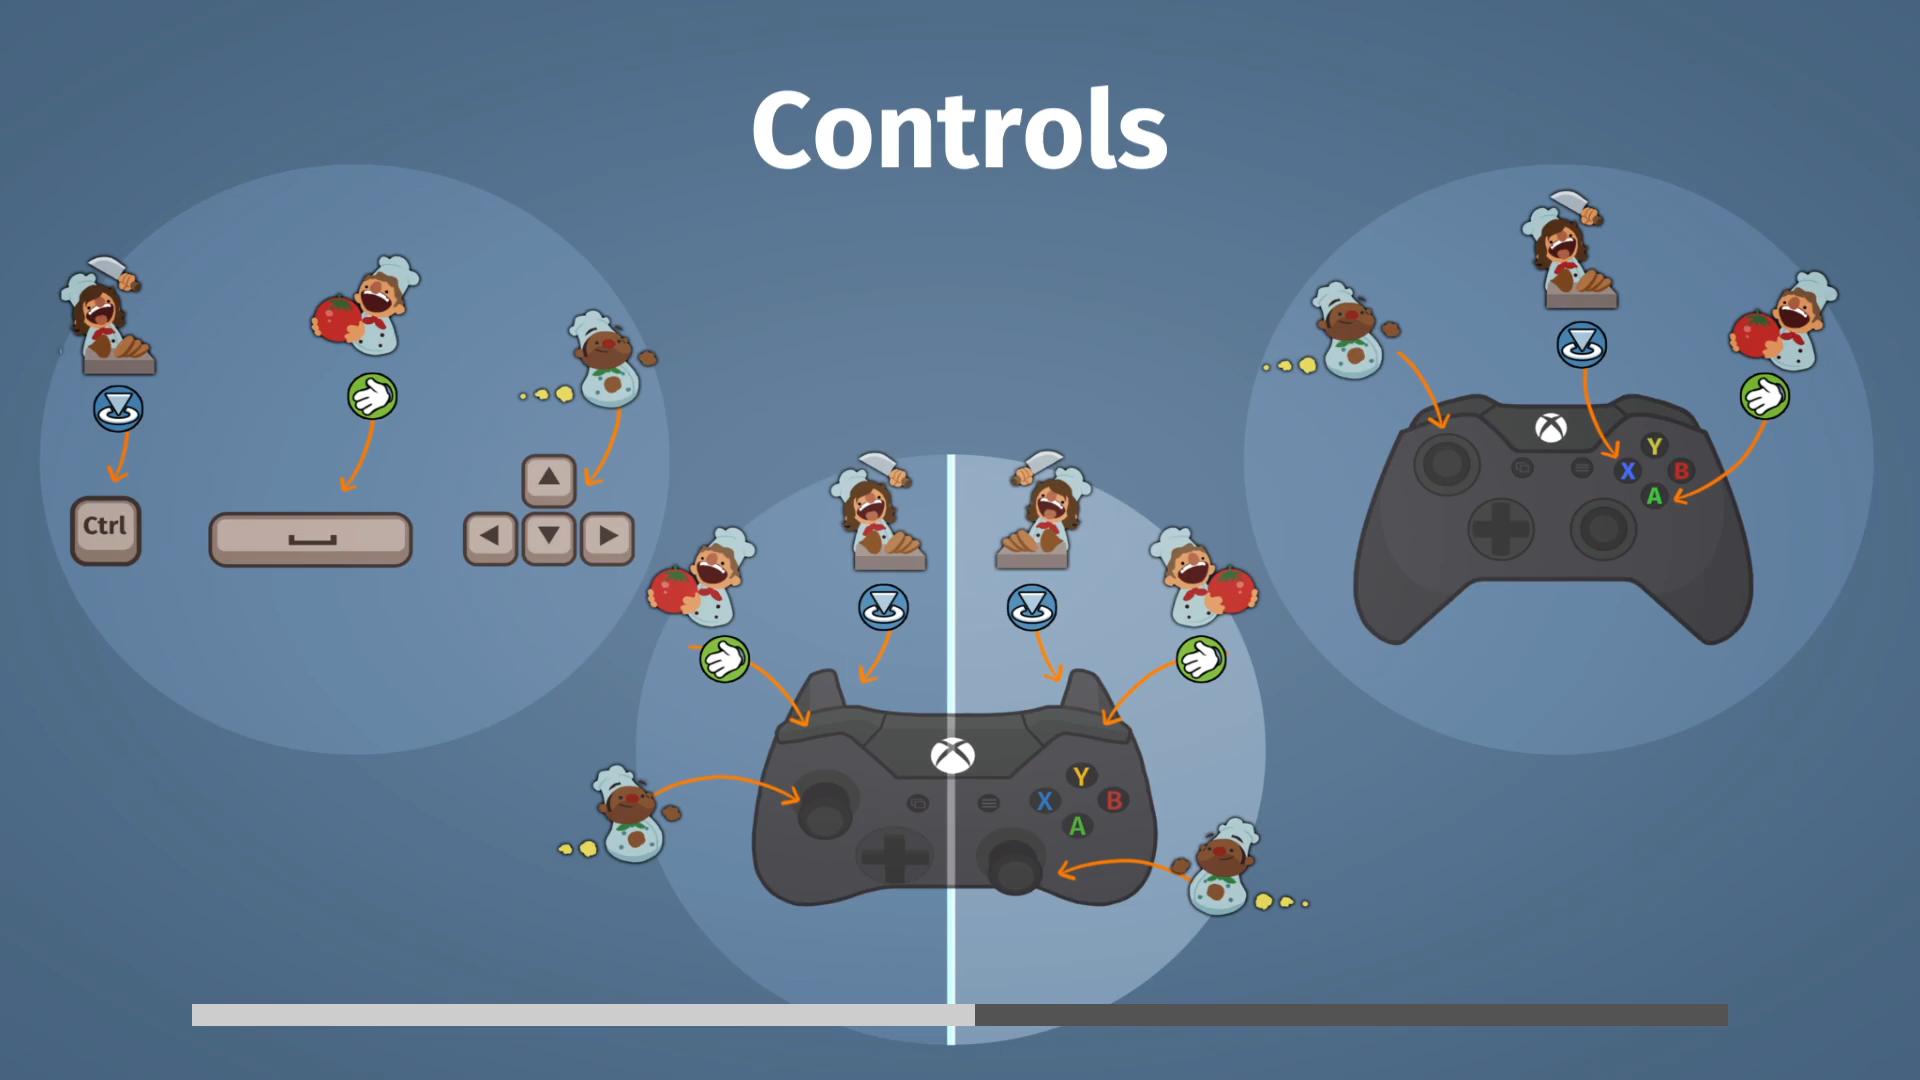 Controls
Ctrl
Y
X B
A
Y
X B
A